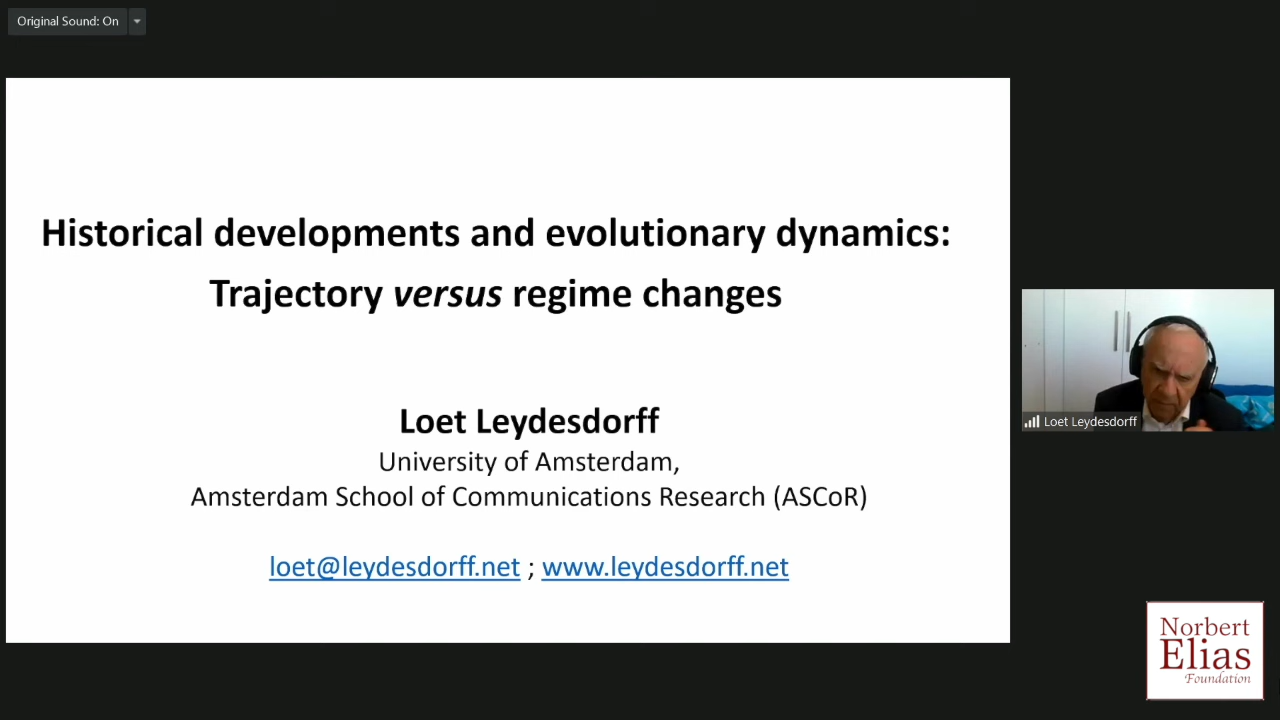 Original Sound: On
Historical developments and evolutionary dynamics:
Trajectory versus regime changes
Loet Leydesdorff
University of Amsterdam,
Amsterdam School of Communications Research (ASCoR)
loet@leydesdorff.net ; www.leydesdorff.net
Loet Leydesdorff
Norbert
Elias
Foundation